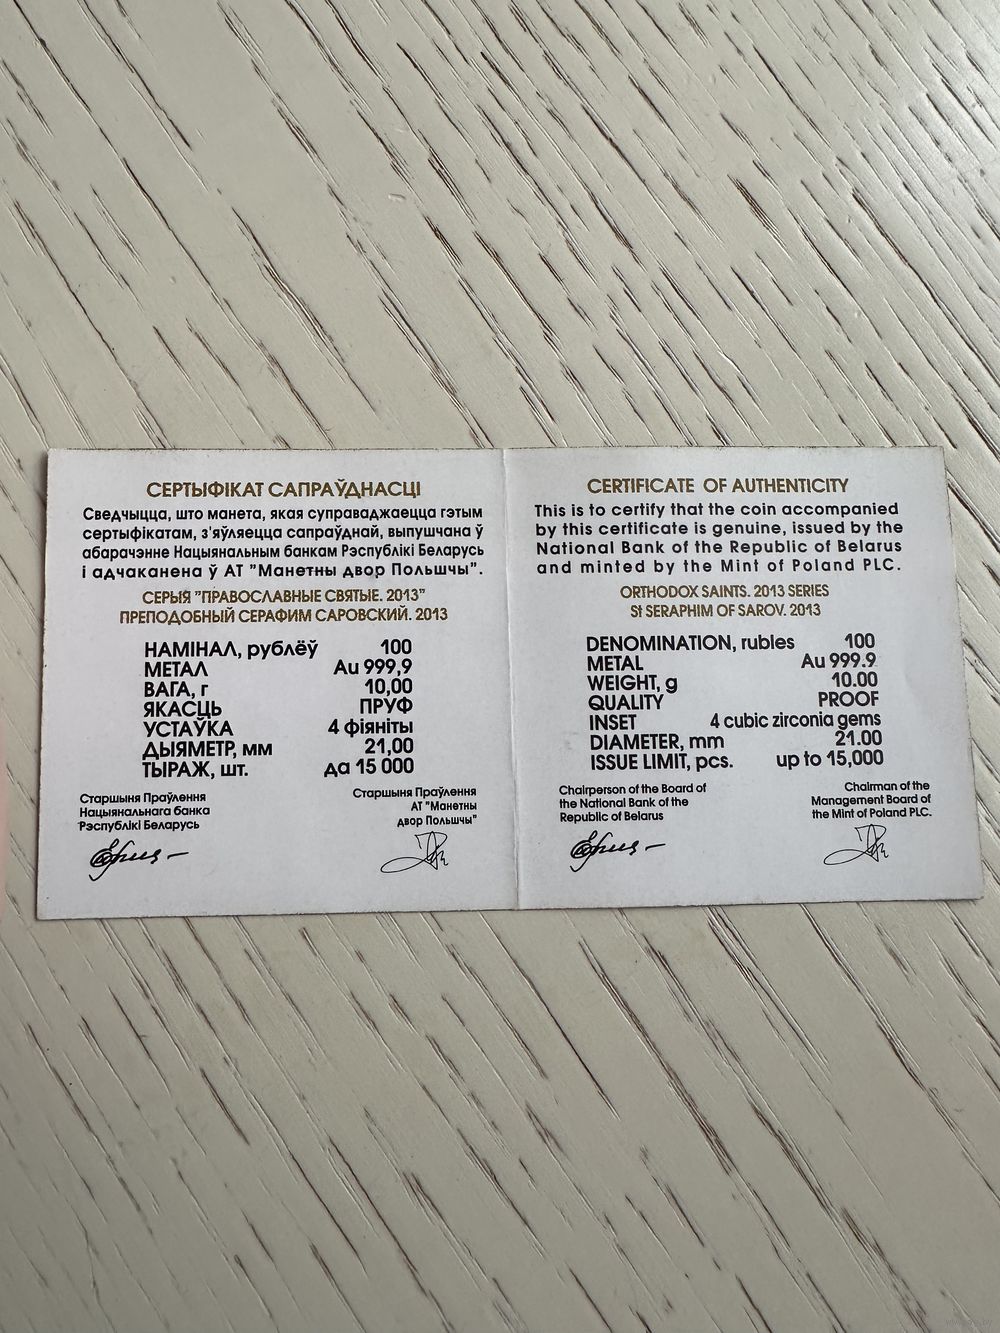 СЕРТЫФІКАТ САПРАЎДНАСЦІ
Сведчыцца, што манета, якая суправаджаецца гэтым
сертыфікатам, з'яўляецца сапраўднай, выпушчана ў
абарачэнне Нацыянальным банкам Рэспублікі Беларусь
і адчаканена ў АТ "Манетны двор Польшчы".
СЕРЫЯ "ПРАВОСЛАВНЫЕ СВЯТЫЕ. 2013"
ПРЕПОДОБНЫЙ СЕРАФИМ САРОВСКИЙ. 2013
НАМІНАЛ, рублёў 100
МЕТАЛ Au 999,9
ВАГА, г 10,00
ЯКАСЦЬ ПРУФ
УСТАЎКА 4 фіяніты
ДЫЯМЕТР, мм 21,00
ТЫРАЖ, шт. да 15 000
Старшыня Праўлення
Нацыянальнага банка
Рэспублікі Беларусь
Старшыня Праўлення
АТ "Манетны
двор Польшчы"
CERTIFICATE OF AUTHENTICITY
This is to certify that the coin accompanied
by this certificate is genuine, issued by the
National Bank of the Republic of Belarus
and minted by the Mint of Poland PLC.
ORTHODOX SAINTS. 2013 SERIES
St SERAPHIM OF SAROV. 2013
DENOMINATION, rubles 100
METAL Au 999.9
WEIGHT, g 10.00
QUALITY PROOF
INSET 4 cubic zirconia gems
DIAMETER, mm 21.00
ISSUE LIMIT, pcs. up to 15,000
Chairperson of the Board of
the National Bank of the
Republic of Belarus
Chairman of the
Management Board of
the Mint of Poland PLC.